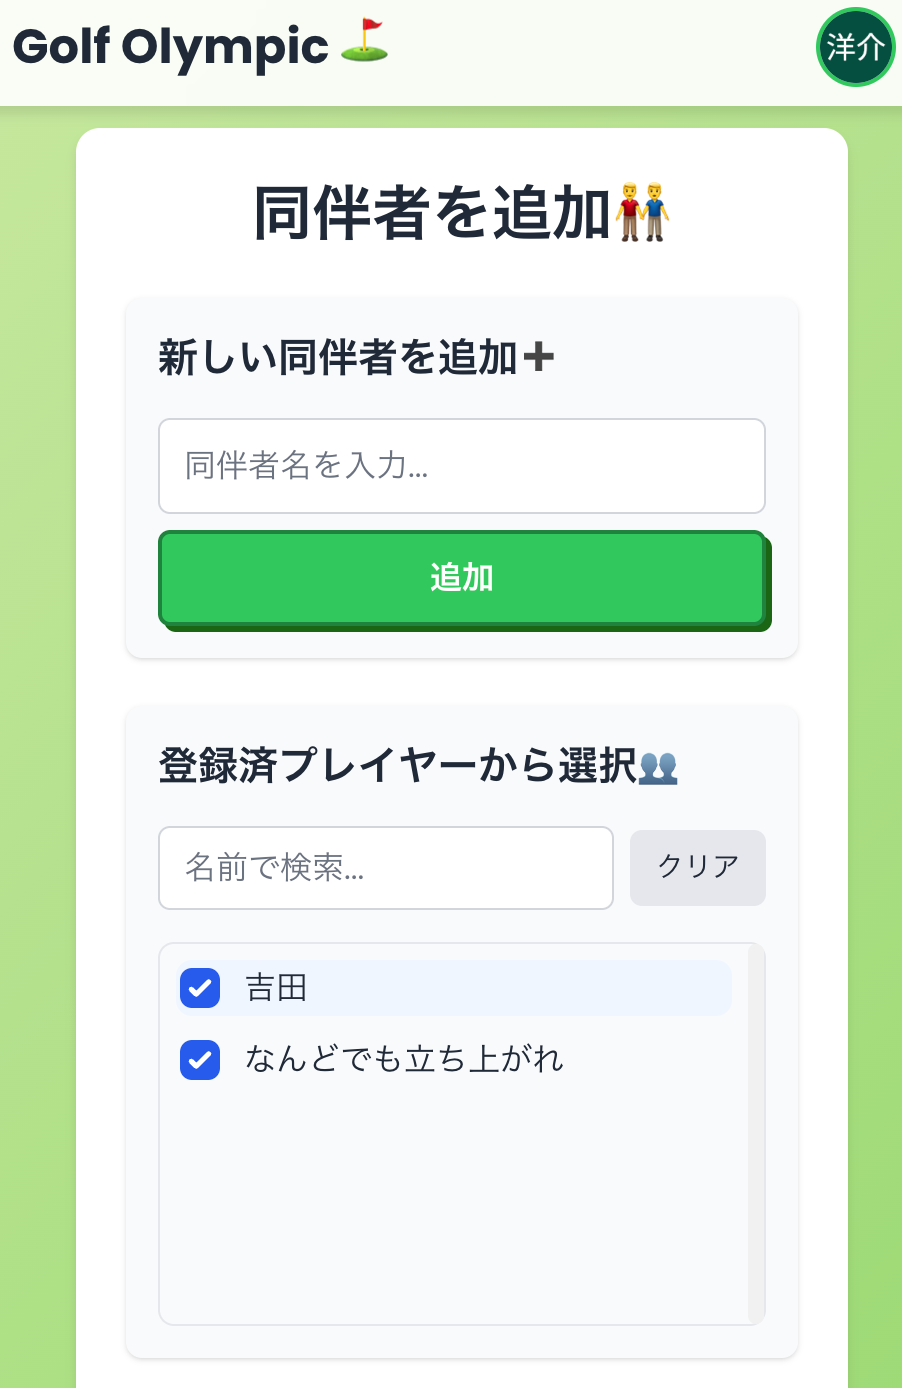 Golf Olympic
洋介
同伴者を追加
新しい同伴者を追加
同伴者名を入力...
追加
登録済プレイヤーから選択
名前で検索...
クリア
吉田
なんどでも立ち上がれ